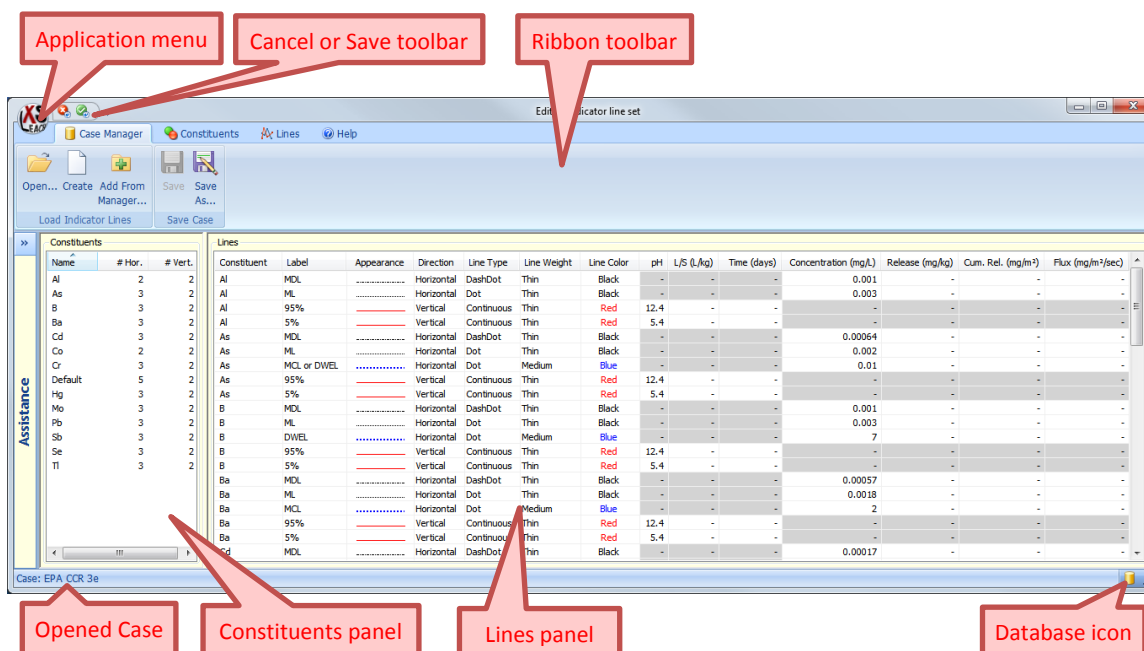 Application menu
Cancel or Save toolbar
Ribbon toolbar
Case Manager Constituents Lines Help
Open... Create Add From Manager... Save Save As...
Load Indicator Lines Save Case
Assistance
Constituents
Name # Hor. # Vert.
Al 2 2
As 3 2
B 3 2
Ba 3 2
Cd 3 2
Co 2 2
Cr 3 2
Default 5 2
Hg 3 2
Mo 3 2
Pb 3 2
Sb 3 2
Se 3 2
Tl 3 2
Lines
Constituent Label Appearance Direction Line Type Line Weight Line Color pH L/S (L/kg) Time (days) Concentration (mg/L) Release (mg/kg) Cum. Rel. (mg/m²) Flux (mg/m²/sec)
Al MDL Horizontal DashDot Thin Black - - - 0.001 - - -
Al ML Horizontal Dot Thin Black - - - 0.003 - - -
Al 95% Vertical Continuous Thin Red 12.4 - - - - - -
Al 5% Vertical Continuous Thin Red 5.4 - - - - - -
As MDL Horizontal DashDot Thin Black - - - 0.00064 - - -
As ML Horizontal Dot Thin Black - - - 0.002 - - -
As MCL or DWEL Horizontal Dot Medium Blue - - - 0.01 - - -
As 95% Vertical Continuous Thin Red 12.4 - - - - - -
As 5% Vertical Continuous Thin Red 5.4 - - - - - -
B MDL Horizontal DashDot Thin Black - - - 0.001 - - -
B ML Horizontal Dot Thin Black - - - 0.003 - - -
B DWEL Horizontal Dot Medium Blue - - - 7 - - -
B 95% Vertical Continuous Thin Red 12.4 - - - - - -
B 5% Vertical Continuous Thin Red 5.4 - - - - - -
Ba MDL Horizontal DashDot Thin Black - - - 0.00057 - - -
Ba ML Horizontal Dot Thin Black - - - 0.0018 - - -
Ba MCL Horizontal Dot Medium Blue - - - 2 - - -
Ba 95% Vertical Continuous Thin Red 12.4 - - - - - -
Ba 5% Vertical Continuous Thin Red 5.4 - - - - - -
Cd MDL Horizontal DashDot Thin Black - - - 0.00017 - - -
Case: EPA CCR 3e
Opened Case
Constituents panel
Lines panel
Database icon